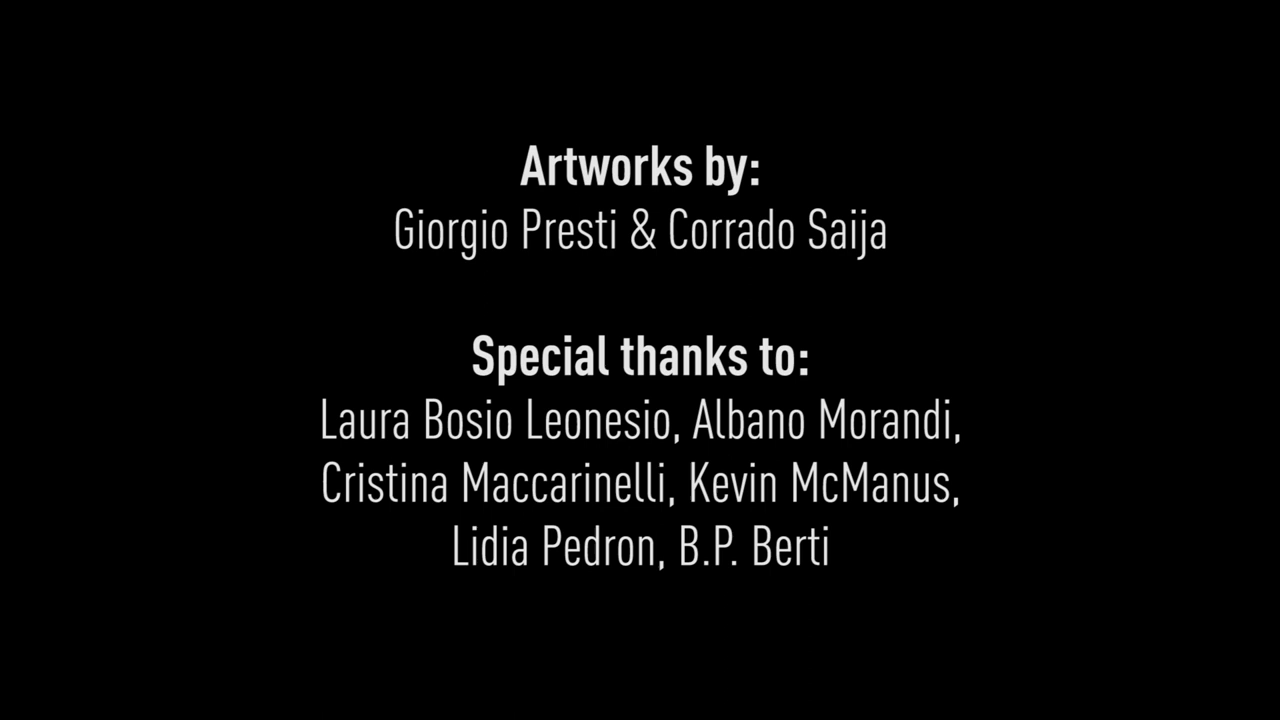 Artworks by:
Giorgio Presti & Corrado Saija
Special thanks to:
Laura Bosio Leonesio, Albano Morandi,
Cristina Maccarinelli, Kevin McManus,
Lidia Pedron, B.P. Berti